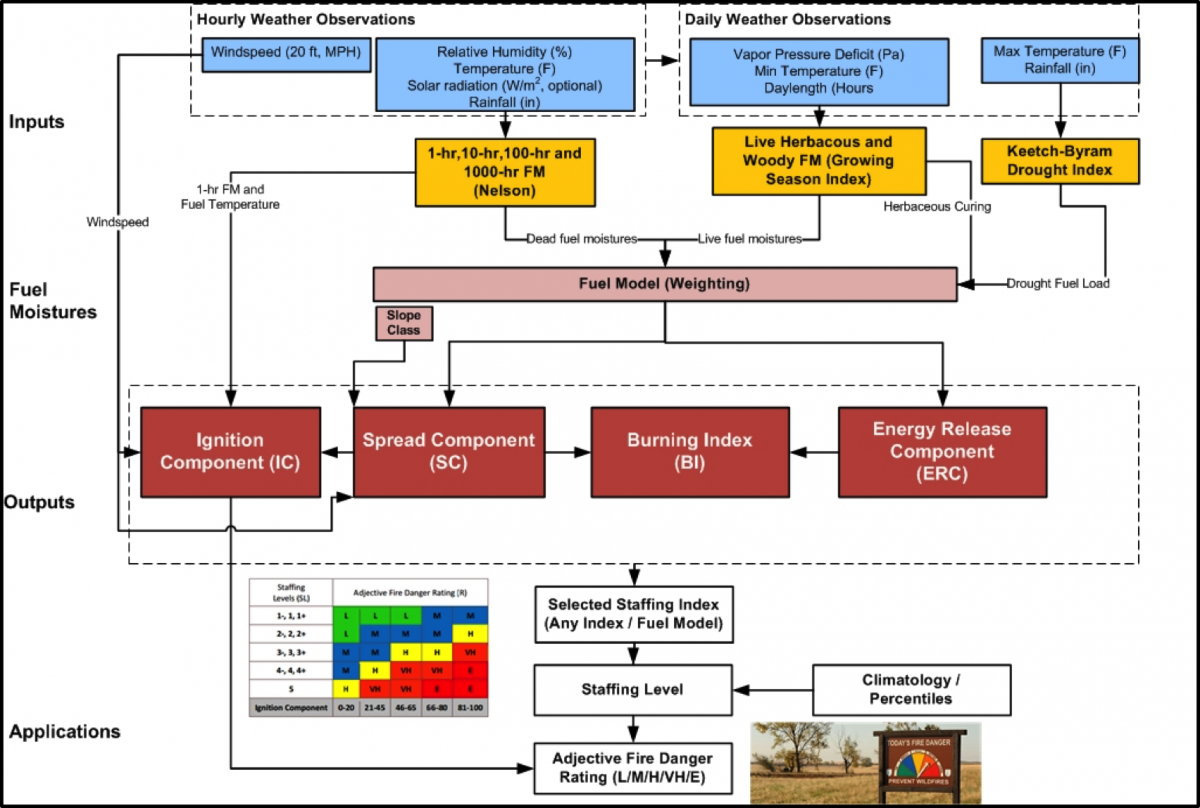 Hourly Weather Observations
Daily Weather Observations
Windspeed (20 ft, MPH)
Relative Humidity (%)
Temperature (F)
Solar radiation (W/m², optional)
Rainfall (in)
Vapor Pressure Deficit (Pa)
Min Temperature (F)
Daylength (Hours
Max Temperature (F)
Rainfall (in)
Inputs
1-hr,10-hr,100-hr and
1000-hr FM
(Nelson)
Live Herbacous and
Woody FM (Growing
Season Index)
Keetch-Byram
Drought Index
1-hr FM and
Fuel Temperature
Windspeed
Herbaceous Curing
Dead fuel moistures
Live fuel moistures
Fuel
Moistures
Fuel Model (Weighting)
Drought Fuel Load
Slope
Class
Ignition
Component (IC)
Spread Component
(SC)
Burning Index
(BI)
Energy Release
Component
(ERC)
Outputs
Staffing
Levels (SL)
Adjective Fire Danger Rating (R)
1-, 1, 1+ L L L M M
2-, 2, 2+ L M M M H
3-, 3, 3+ M M H H VH
4-, 4, 4+ M H VH VH E
5 H VH VH E E
Ignition Component 0-20 21-45 46-65 66-80 81-100
Selected Staffing Index
(Any Index / Fuel Model)
Staffing Level
Climatology /
Percentiles
Applications
Adjective Fire Danger
Rating (L/M/H/VH/E)
TODAY'S FIRE DANGER
PREVENT WILDFIRES